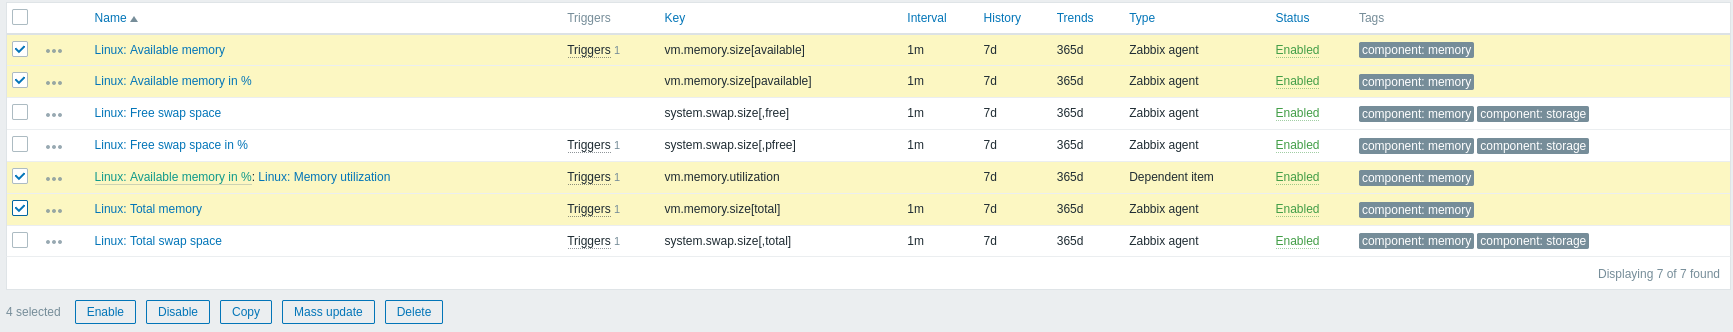 Name Triggers Key Interval History Trends Type Status Tags
Linux: Available memory Triggers 1 vm.memory.size[available] 1m 7d 365d Zabbix agent Enabled component: memory
Linux: Available memory in % vm.memory.size[pavailable] 1m 7d 365d Zabbix agent Enabled component: memory
Linux: Free swap space system.swap.size[,free] 1m 7d 365d Zabbix agent Enabled component: memory component: storage
Linux: Free swap space in % Triggers 1 system.swap.size[,pfree] 1m 7d 365d Zabbix agent Enabled component: memory component: storage
Linux: Available memory in %: Linux: Memory utilization Triggers 1 vm.memory.utilization 7d 365d Dependent item Enabled component: memory
Linux: Total memory Triggers 1 vm.memory.size[total] 1m 7d 365d Zabbix agent Enabled component: memory
Linux: Total swap space Triggers 1 system.swap.size[,total] 1m 7d 365d Zabbix agent Enabled component: memory component: storage
Displaying 7 of 7 found
4 selected Enable Disable Copy Mass update Delete